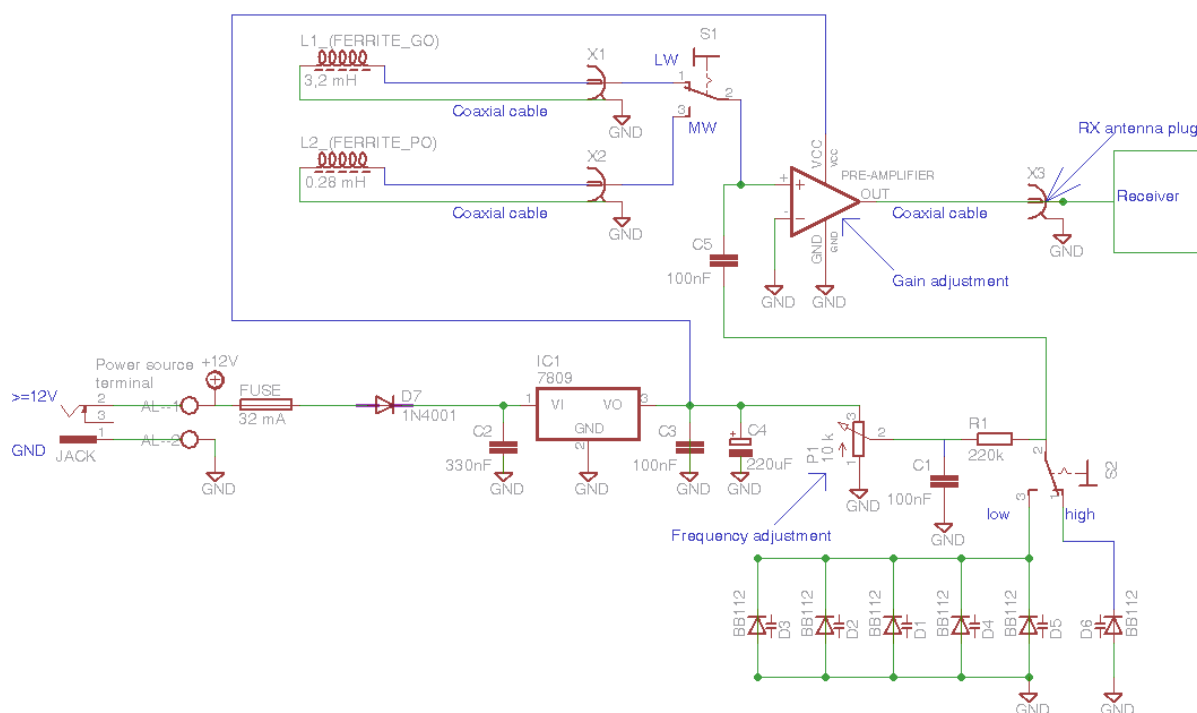 L1_(FERRITE_GO)
3,2 mH
X1
LW
S1
1
2
3
Coaxial cable
GND
MW
L2_(FERRITE_PO)
0.28 mH
X2
Coaxial cable
GND
VCC
VCC
PRE-AMPLIFIER
+
+
-
−
OUT
GND
GND
GND
GND
Coaxial cable
X3
RX antenna plug
Receiver
GND
Gain adjustment
C5
100nF
Power source
terminal
+12V
>=12V
2
3
1
AL--1
AL--2
GND
JACK
GND
FUSE
32 mA
D7
1N4001
C2
330nF
GND
IC1
7809
1
VI
VO
3
GND
2
GND
C3
100nF
GND
C4
220uF
GND
P1
10 k
3
2
1
GND
C1
100nF
GND
R1
220k
2
3
1
S2
low
high
Frequency adjustment
BB112
D3
BB112
D2
BB112
D1
BB112
D4
BB112
D5
D6
BB112
GND
GND